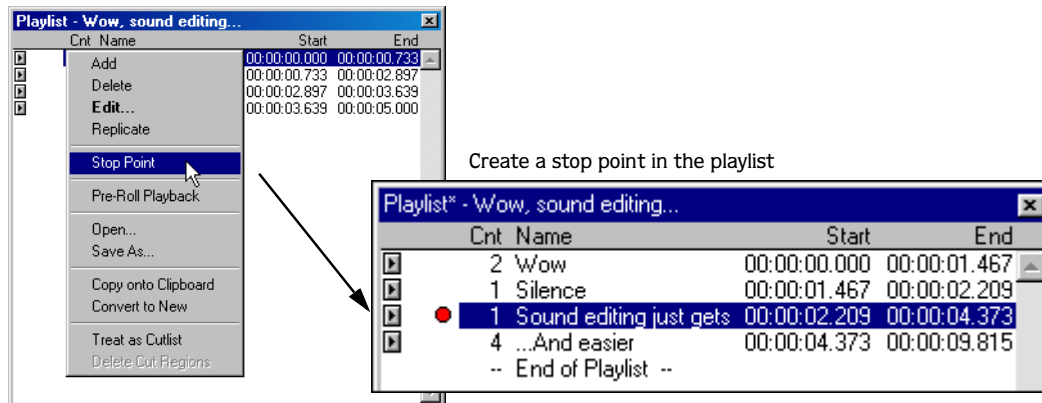 Playlist - Wow, sound editing...
Cnt Name Start End
00:00:00.000 00:00:00.733
00:00:00.733 00:00:02.897
00:00:02.897 00:00:03.639
00:00:03.639 00:00:05.000
Add
Delete
Edit...
Replicate
Stop Point
Pre-Roll Playback
Open...
Save As...
Copy onto Clipboard
Convert to New
Treat as Cutlist
Delete Cut Regions
Create a stop point in the playlist
Playlist* - Wow, sound editing...
Cnt Name Start End
2 Wow 00:00:00.000 00:00:01.467
1 Silence 00:00:01.467 00:00:02.209
1 Sound editing just gets 00:00:02.209 00:00:04.373
4 ...And easier 00:00:04.373 00:00:09.815
-- End of Playlist --